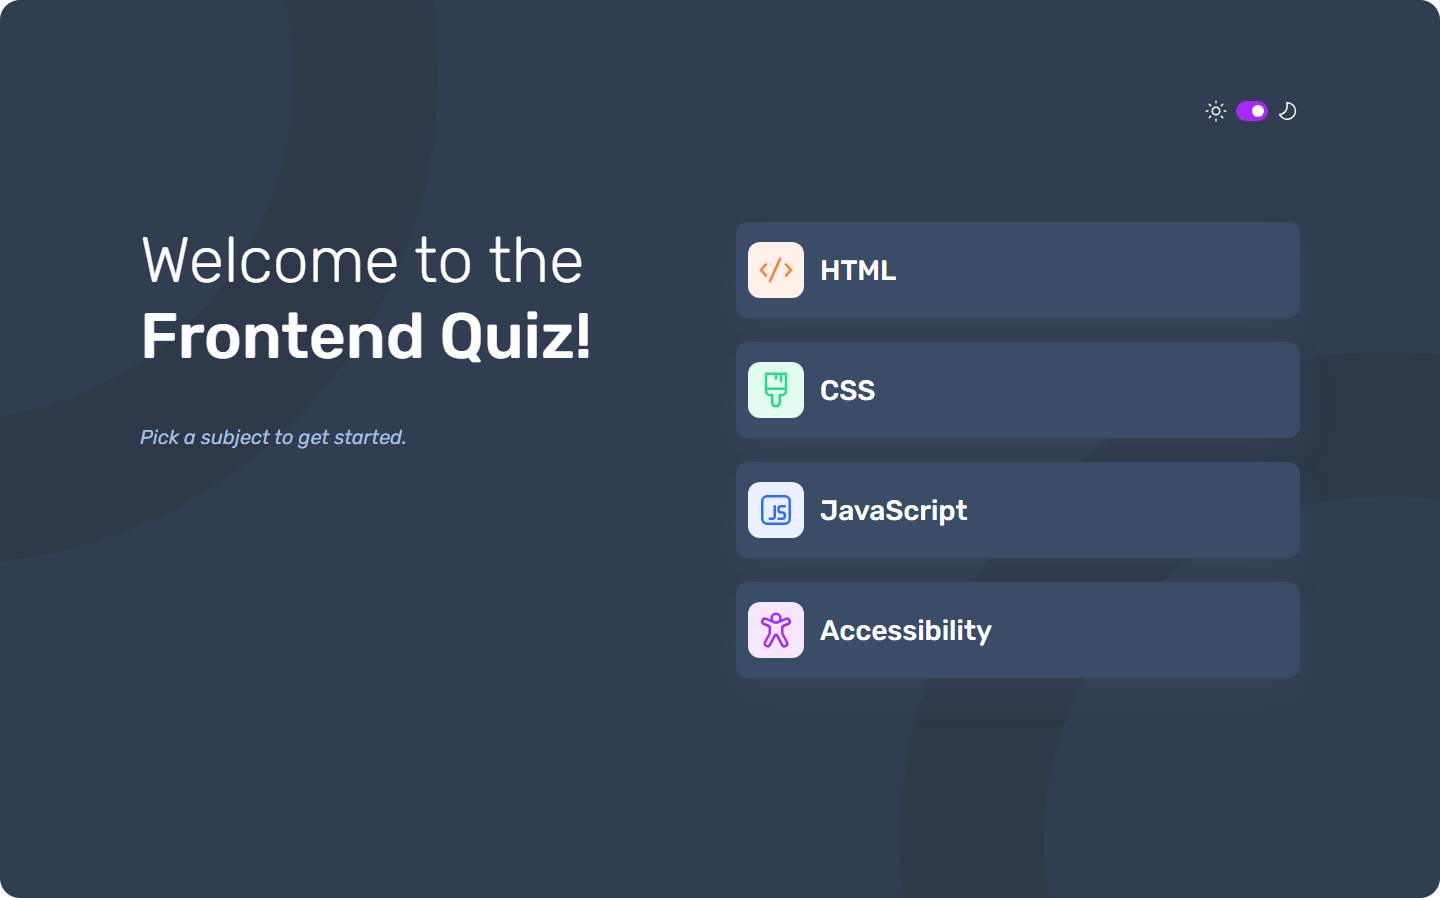 Welcome to the
Frontend Quiz!
Pick a subject to get started.
HTML
CSS
JS
JavaScript
Accessibility